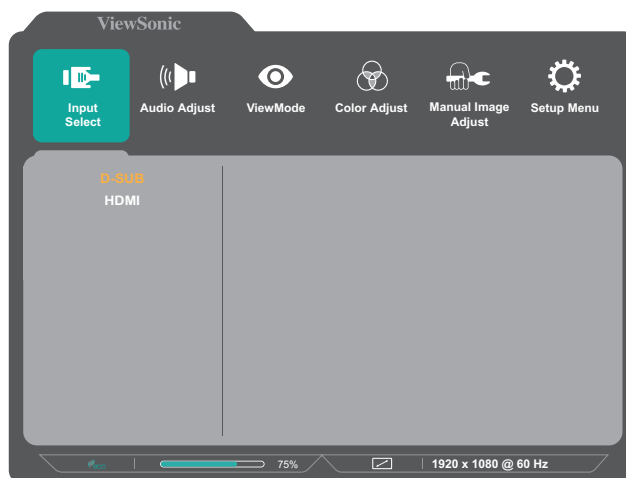 ViewSonic
Input
Select
Audio Adjust
ViewMode
Color Adjust
Manual Image
Adjust
Setup Menu
D-SUB
HDMI
eco
75%
1920 x 1080 @ 60 Hz